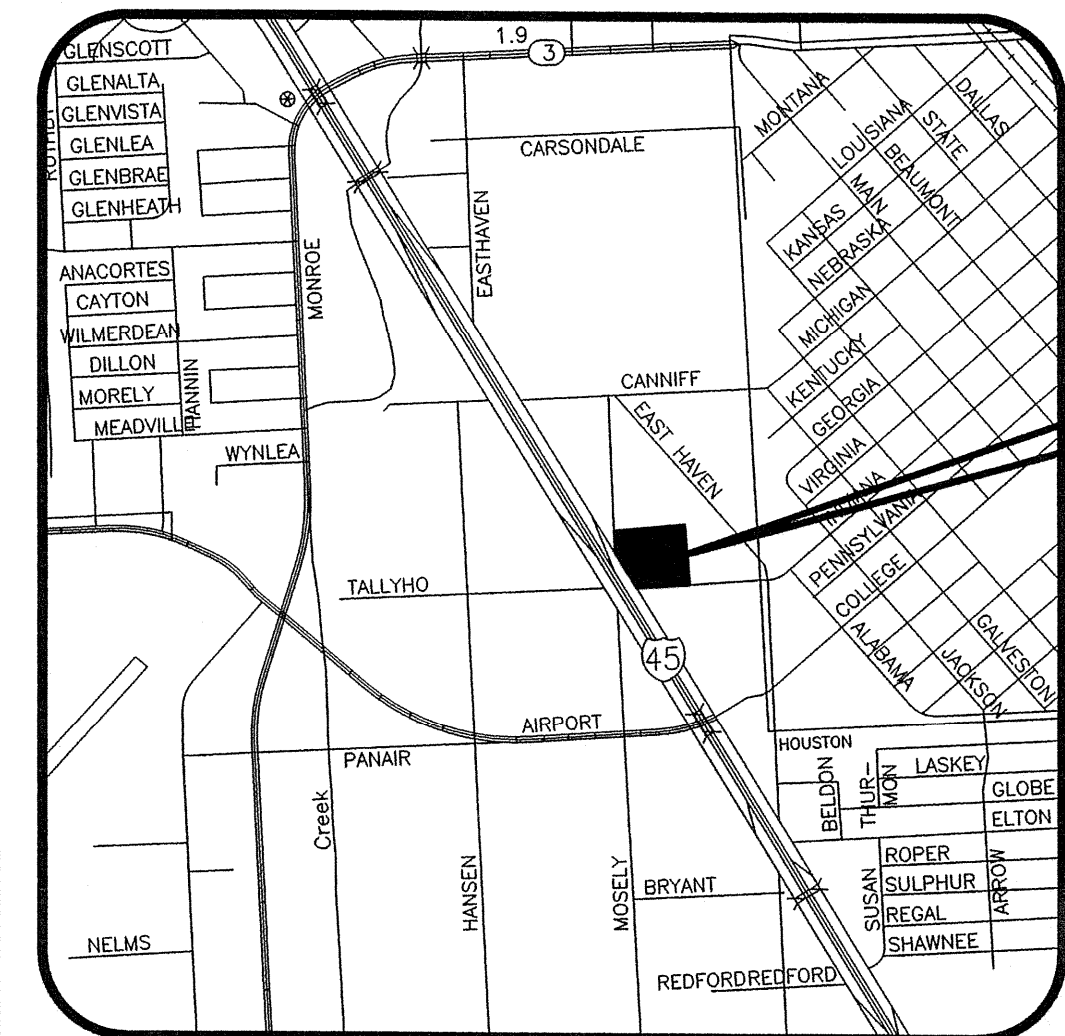 GLENSCOTT
1.9
3
GLENALTA
GLENVISTA
GLENLEA
GLENBRAE
GLENHEATH
MONTANA
DALLAS
STATE
LOUISIANA
BEAUMONT
CARSONDALE
MAIN
KANSAS
NEBRASKA
EASTHAVEN
MONROE
ANACORTES
CAYTON
WILMERDEAN
DILLON
MORELY
MEADVILLE
MICHIGAN
KENTUCKY
CANNIFF
GEORGIA
EAST HAVEN
WYNLEA
VIRGINIA
INDIANA
PENNSYLVANIA
COLLEGE
TALLYHO
ALABAMA
GALVESTON
JACKSON
45
AIRPORT
HOUSTON
PANAIR
BELDON
THUR-
MON
LASKEY
GLOBE
ELTON
Creek
HANSEN
MOSELY
BRYANT
SUSAN
ROPER
SULPHUR
REGAL
SHAWNEE
ARROW
NELMS
REDFORD
REDFORD